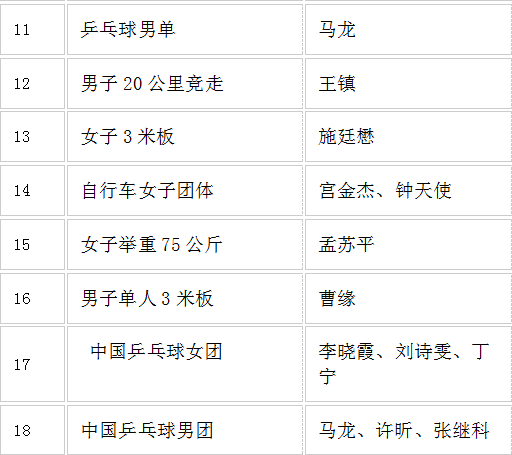 11 乒乓球男单 马龙
12 男子 20 公里竞走 王镇
13 女子 3 米板 施廷懋
14 自行车女子团体 宫金杰、钟天使
15 女子举重 75 公斤 孟苏平
16 男子单人 3 米板 曹缘
17 中国乒乓球女团 李晓霞、刘诗雯、丁
宁
18 中国乒乓球男团 马龙、许昕、张继科